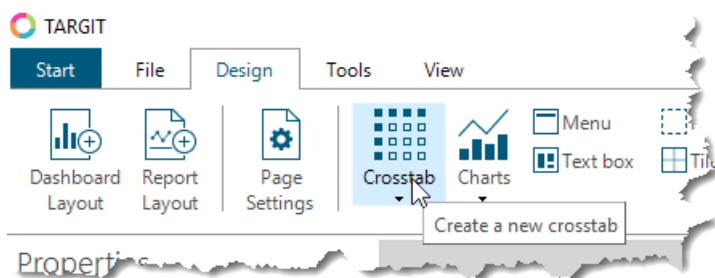 TARGIT
Start File Design Tools View
Dashboard Layout
Report Layout
Page Settings
Crosstab
Charts
Menu
Text box
Create a new crosstab
Properties